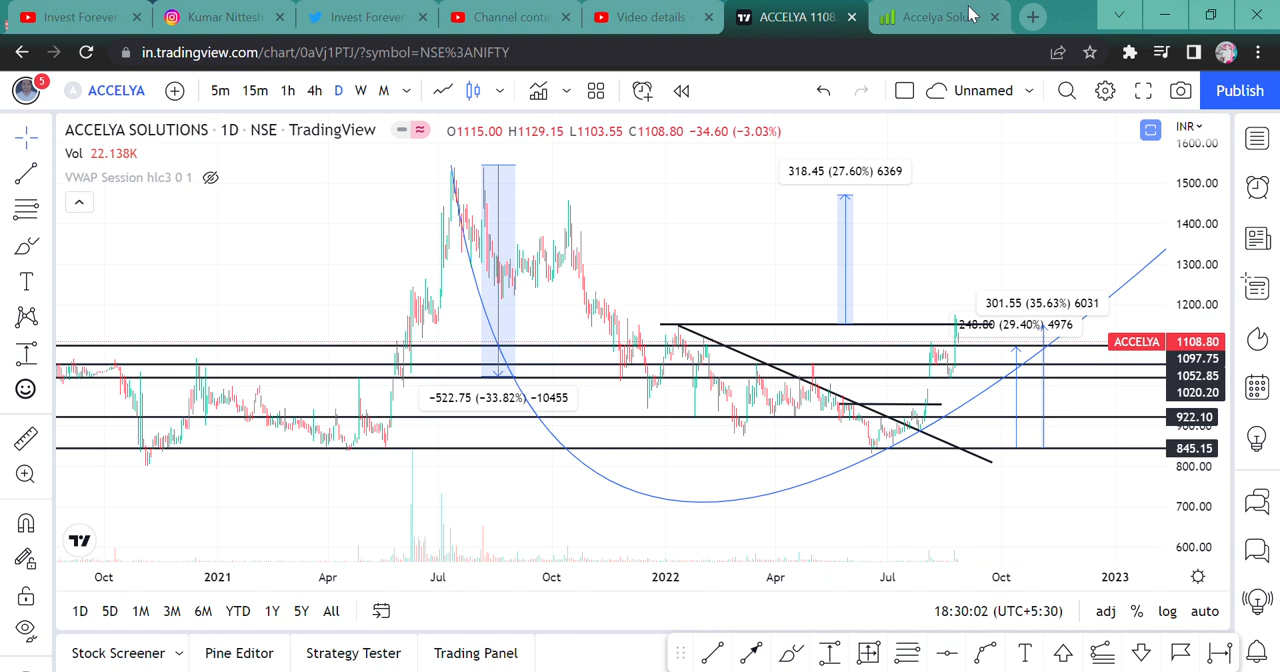 Invest Forever
Kumar Nittesh
Invest Forever
Channel conte
Video details -
ACCELYA 1108
Accelya Solu
in.tradingview.com/chart/0aVj1PTJ/?symbol=NSE%3ANIFTY
5
ACCELYA
5m 15m 1h 4h D W M
Unnamed
Publish
ACCELYA SOLUTIONS · 1D · NSE · TradingView
O1115.00 H1129.15 L1103.55 C1108.80 −34.60 (−3.03%)
INR
Vol 22.138K
VWAP Session hlc3 0 1
1600.00
318.45 (27.60%) 6369
1500.00
1400.00
1300.00
301.55 (35.63%) 6031
1200.00
248.80 (29.40%) 4976
ACCELYA 1108.80
1097.75
1052.85
1020.20
−522.75 (−33.82%) −10455
922.10
900.00
845.15
800.00
700.00
600.00
Oct 2021 Apr Jul Oct 2022 Apr Jul Oct 2023
1D 5D 1M 3M 6M YTD 1Y 5Y All
18:30:02 (UTC+5:30) adj % log auto
Stock Screener Pine Editor Strategy Tester Trading Panel